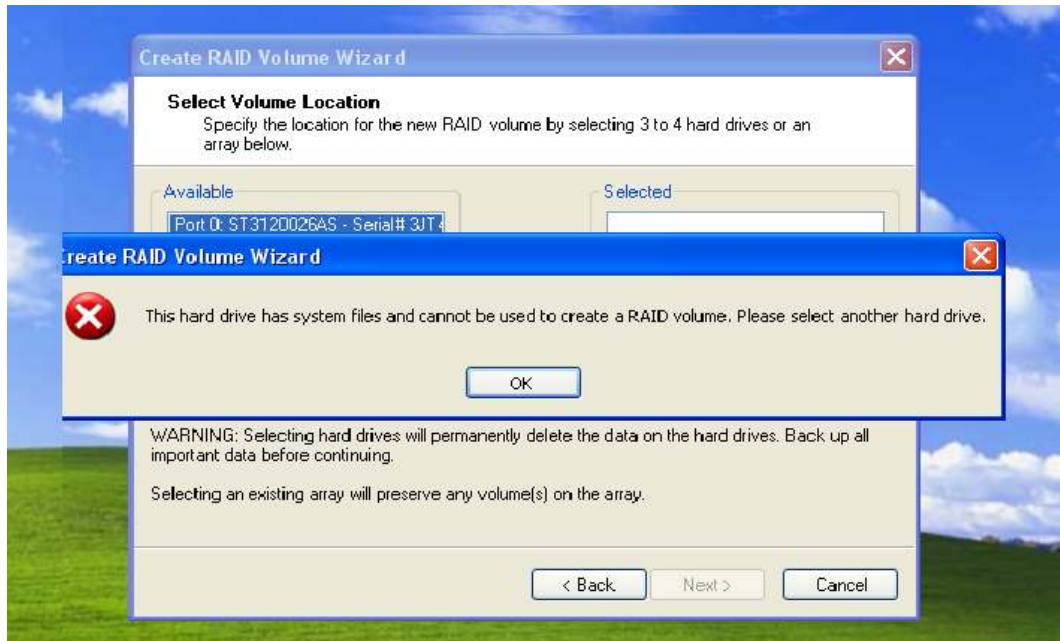 Create RAID Volume Wizard
Select Volume Location
Specify the location for the new RAID volume by selecting 3 to 4 hard drives or an
array below.
Available
Selected
Port 0: ST3120026AS - Serial# 3JT
Create RAID Volume Wizard
This hard drive has system files and cannot be used to create a RAID volume. Please select another hard drive.
OK
WARNING: Selecting hard drives will permanently delete the data on the hard drives. Back up all
important data before continuing.
Selecting an existing array will preserve any volume(s) on the array.
< Back
Next >
Cancel